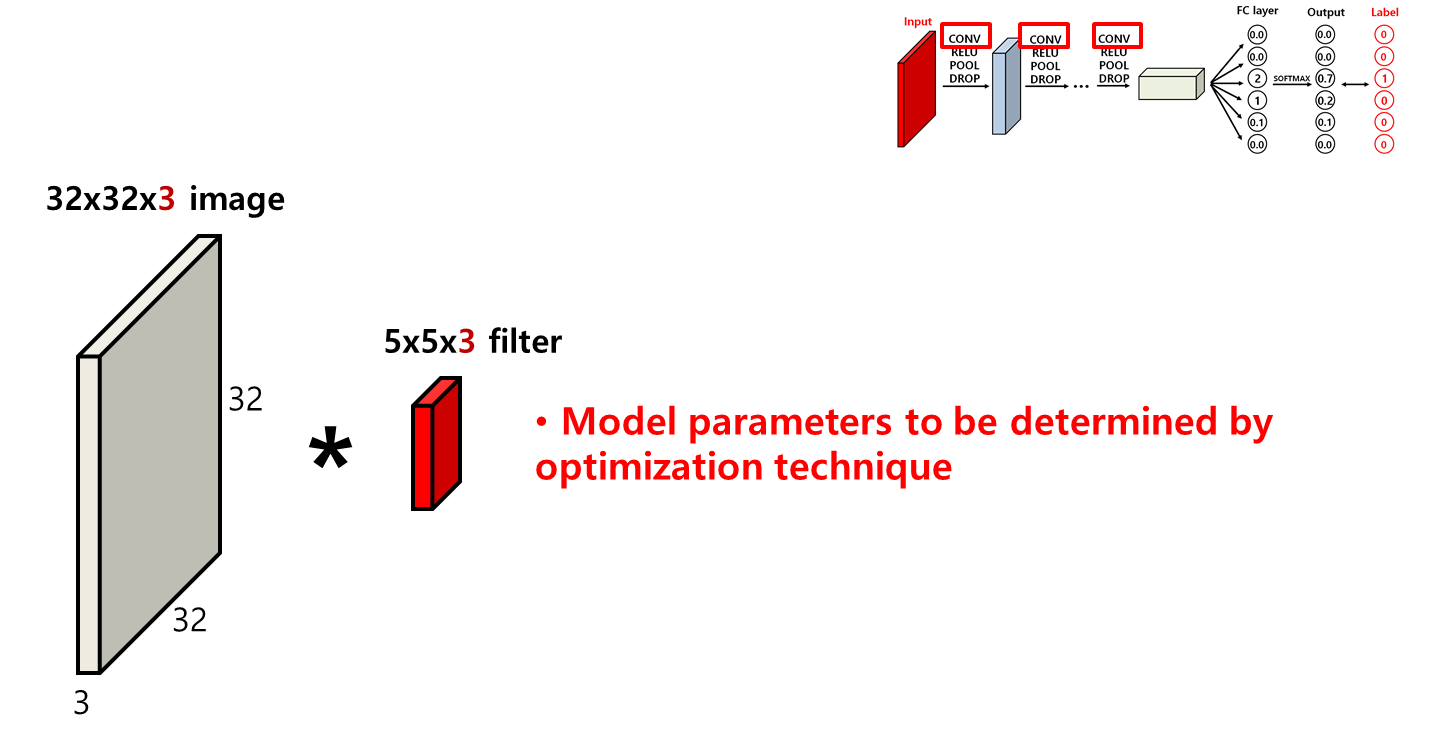 Input
CONV
RELU
POOL
DROP
CONV
RELU
POOL
DROP
...
CONV
RELU
POOL
DROP
FC layer
0.0
0.0
2
1
0.1
0.0
SOFTMAX
Output
0.0
0.0
0.7
0.2
0.1
0.0
Label
0
0
1
0
0
0
32x32x3 image
32
32
3
*
5x5x3 filter
• Model parameters to be determined by
optimization technique